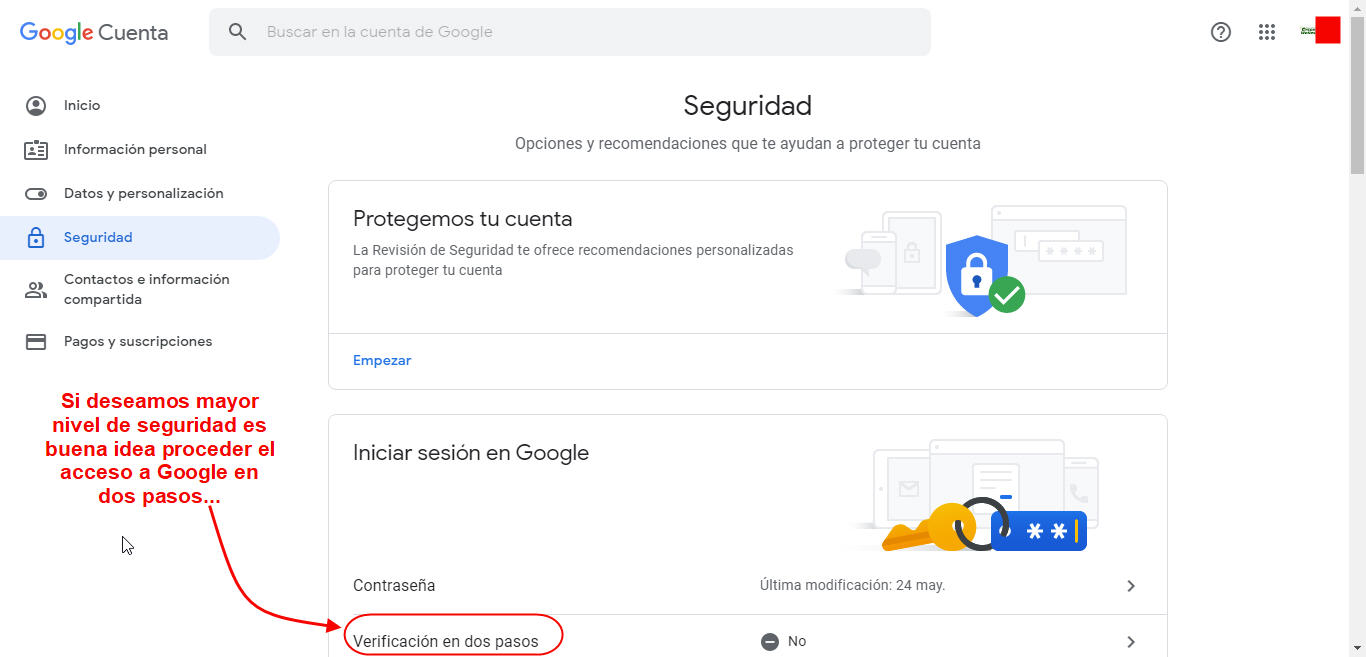 Google Cuenta
Buscar en la cuenta de Google
Inicio
Información personal
Datos y personalización
Seguridad
Contactos e información
compartida
Pagos y suscripciones
Si deseamos mayor
nivel de seguridad es
buena idea proceder el
acceso a Google en
dos pasos...
Seguridad
Opciones y recomendaciones que te ayudan a proteger tu cuenta
Protegemos tu cuenta
La Revisión de Seguridad te ofrece recomendaciones personalizadas
para proteger tu cuenta
Empezar
Iniciar sesión en Google
Contraseña
Última modificación: 24 may.
Verificación en dos pasos
No